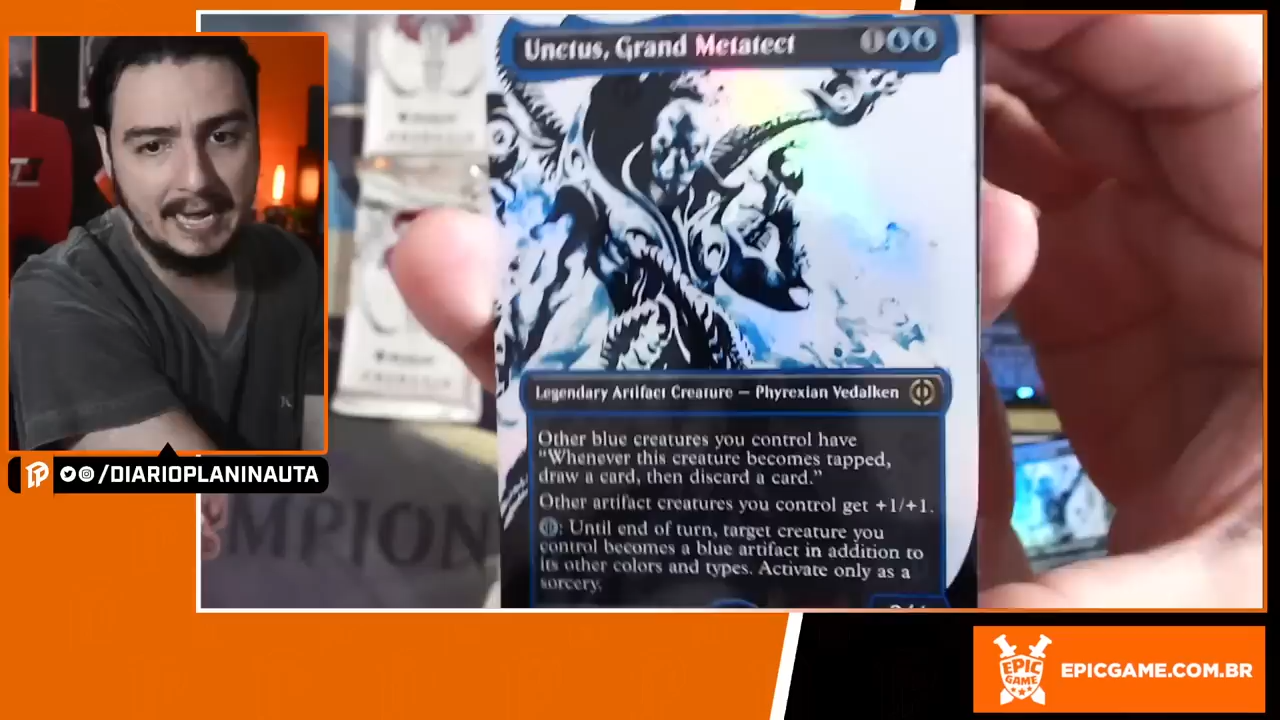 Unctus, Grand Metatect
1
Legendary Artifact Creature — Phyrexian Vedalken
Other blue creatures you control have
“Whenever this creature becomes tapped,
draw a card, then discard a card.”
Other artifact creatures you control get +1/+1.
: Until end of turn, target creature you
control becomes a blue artifact in addition to
its other colors and types. Activate only as a
sorcery.
/DIARIOPLANINAUTA
MPION
EPIC
GAME
EPICGAME.COM.BR